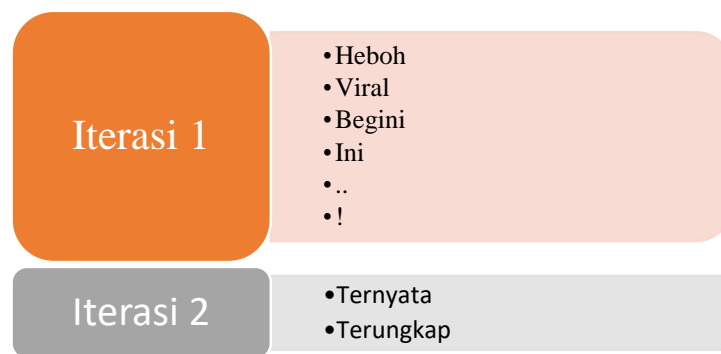 Iterasi 1
•Heboh
•Viral
•Begini
•Ini
•..
•!
Iterasi 2
•Ternyata
•Terungkap